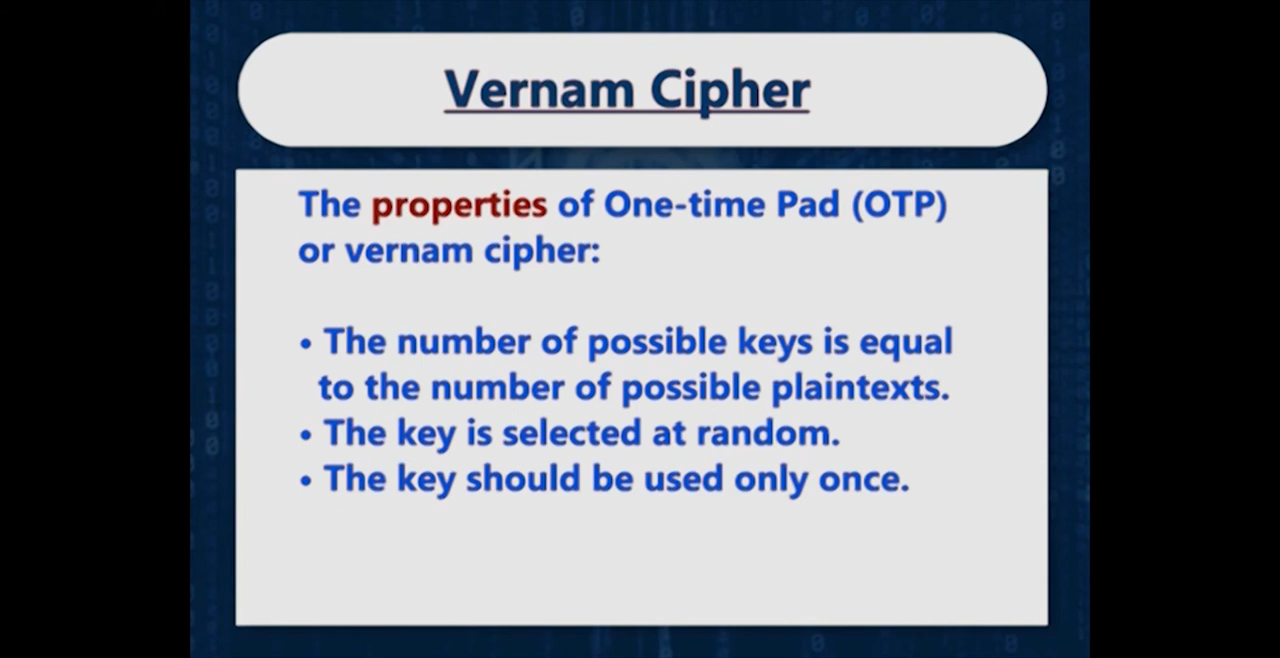 Vernam Cipher
The properties of One-time Pad (OTP)
or vernam cipher:
• The number of possible keys is equal
to the number of possible plaintexts.
• The key is selected at random.
• The key should be used only once.